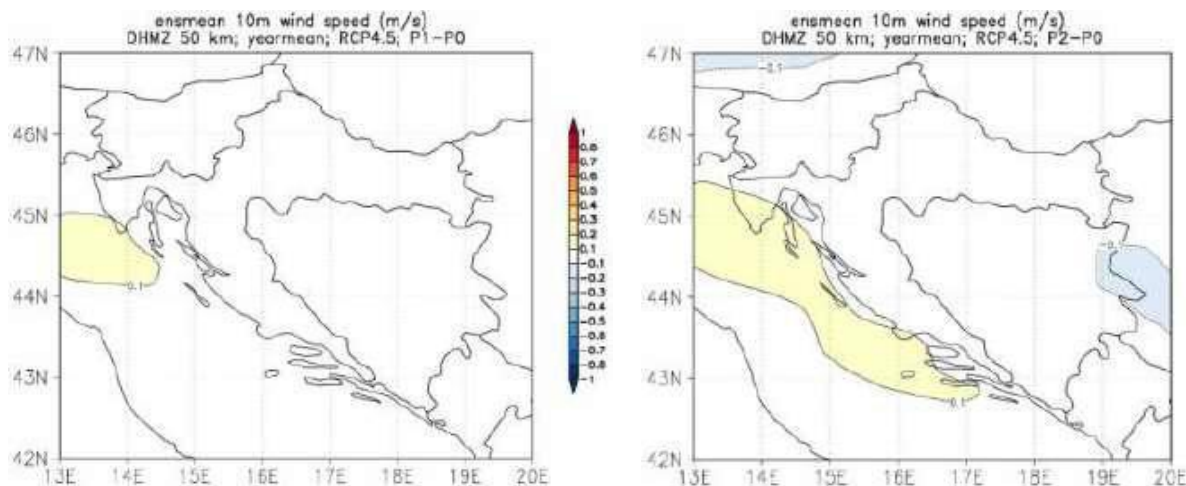 ensmean 10m wind speed (m/s)
DHMZ 50 km; yearmean; RCP4.5; P1-P0
47N
46N
45N
44N
43N
42N
13E 14E 15E 16E 17E 18E 19E 20E
0.1
1
0.8
0.7
0.6
0.5
0.4
0.3
0.2
0.1
-0.1
-0.2
-0.3
-0.4
-0.5
-0.6
-0.7
-0.8
-1
ensmean 10m wind speed (m/s)
DHMZ 50 km; yearmean; RCP4.5; P2-P0
47N
46N
45N
44N
43N
42N
13E 14E 15E 16E 17E 18E 19E 20E
-0.1
-0.1
0.1